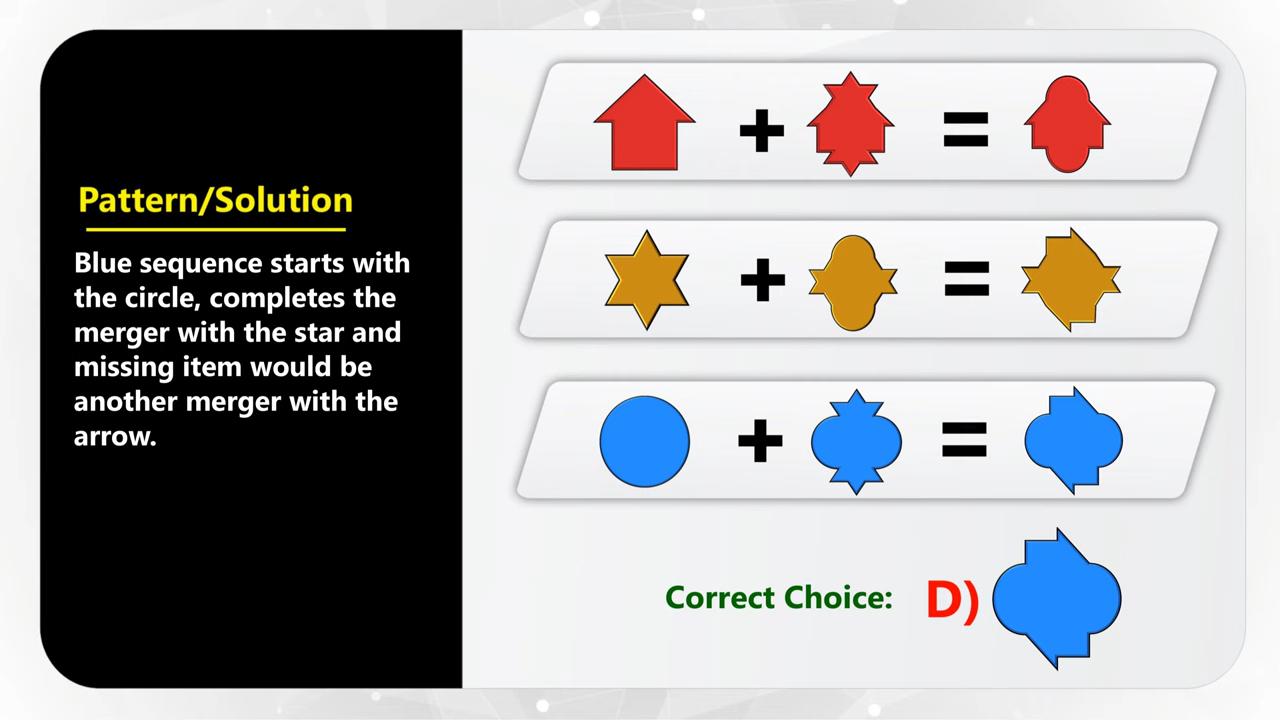 Pattern/Solution
Blue sequence starts with
the circle, completes the
merger with the star and
missing item would be
another merger with the
arrow.
+ =
+ =
+ =
Correct Choice: D)